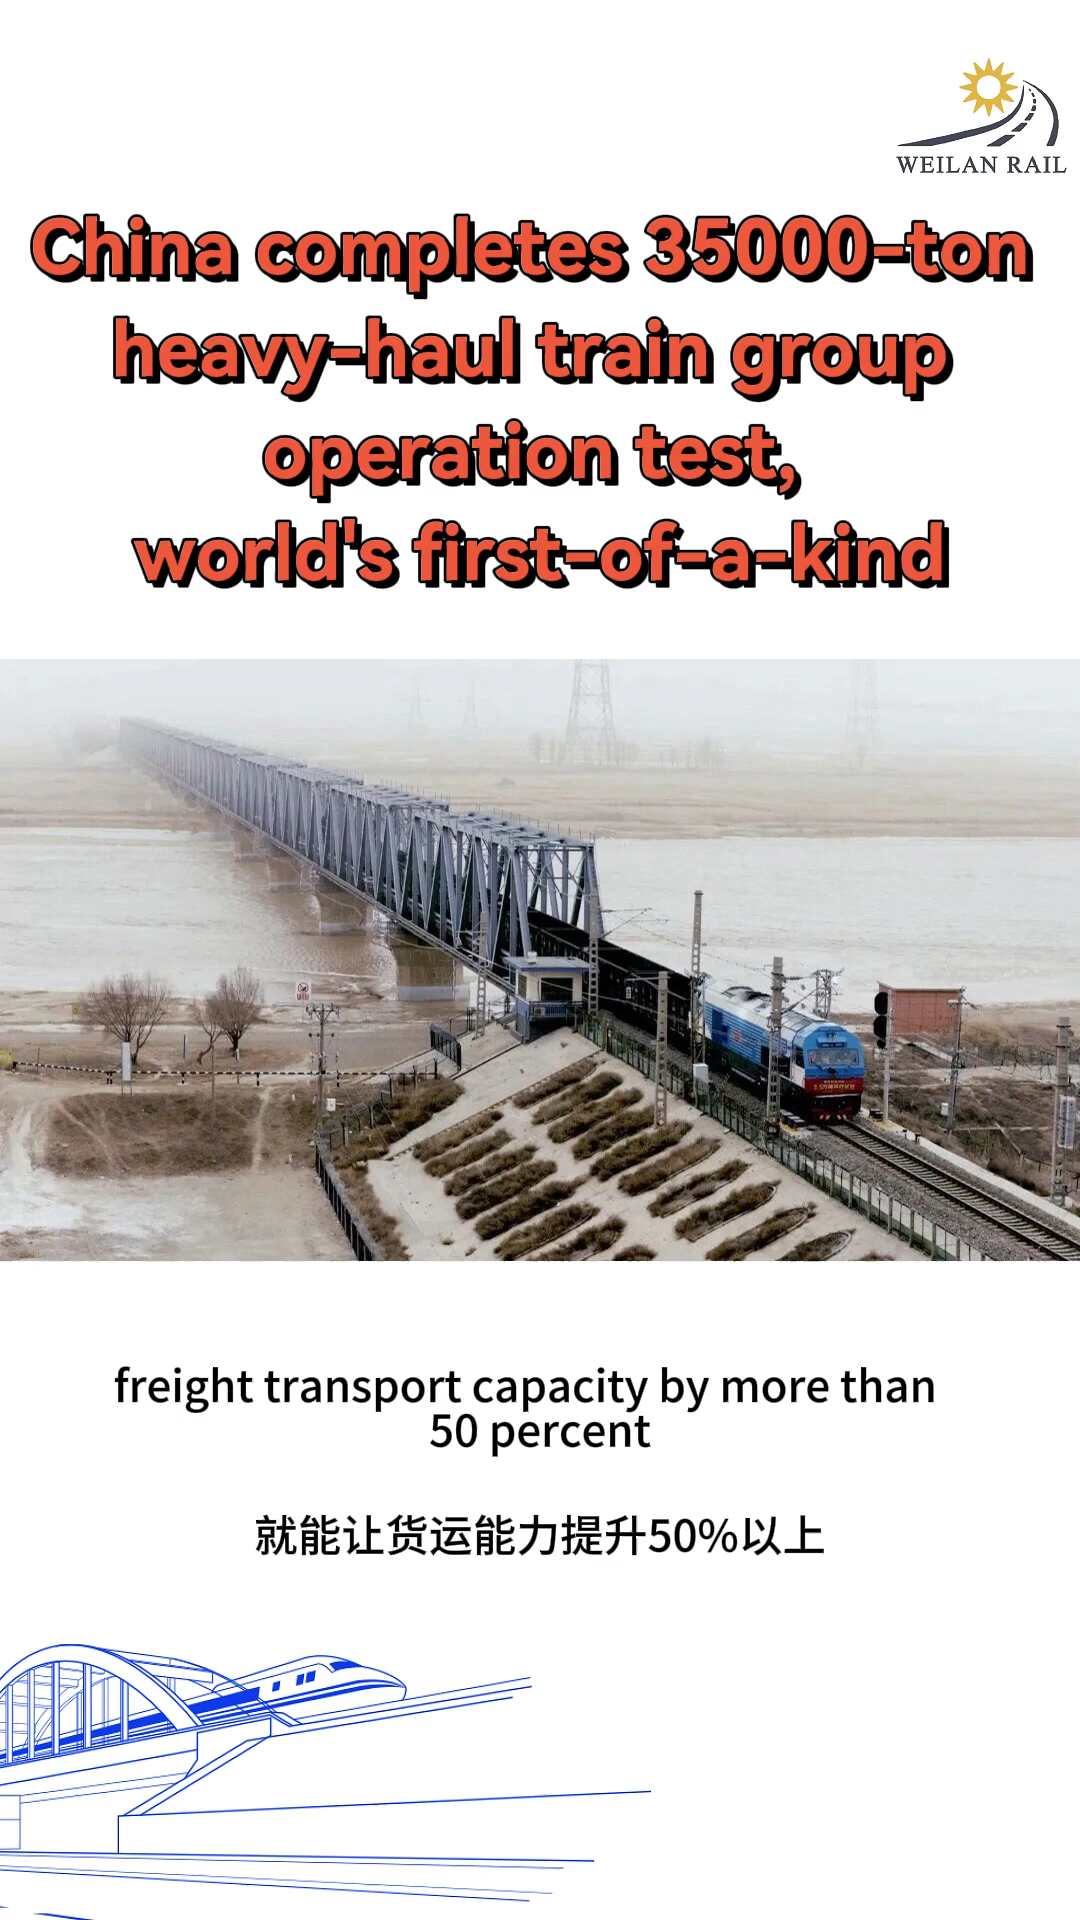 WEILAN RAIL
China completes 35000-ton
heavy-haul train group
operation test,
world's first-of-a-kind
freight transport capacity by more than
50 percent
就能让货运能力提升50%以上